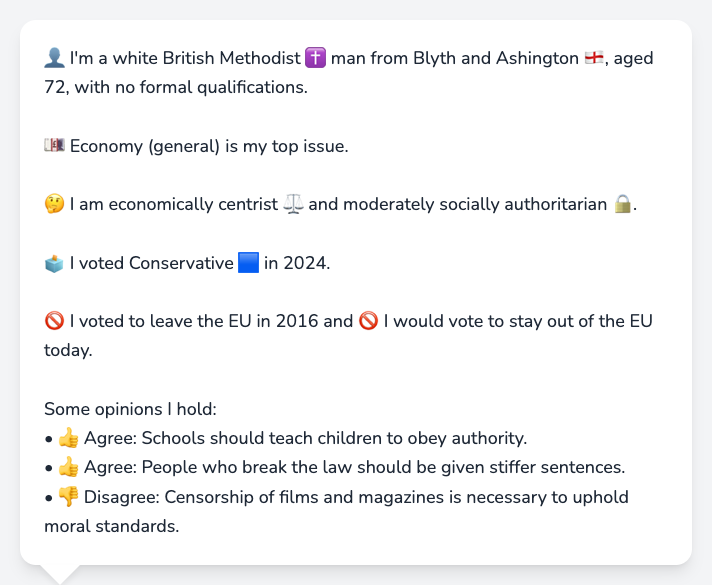 👤 I'm a white British Methodist ✝️ man from Blyth and Ashington 🏴󠁧󠁢󠁥󠁮󠁧󠁿, aged
72, with no formal qualifications.
💷 Economy (general) is my top issue.
🤔 I am economically centrist ⚖️ and moderately socially authoritarian 🔒.
🗳️ I voted Conservative 🟦 in 2024.
🚫 I voted to leave the EU in 2016 and 🚫 I would vote to stay out of the EU
today.
Some opinions I hold:
• 👍 Agree: Schools should teach children to obey authority.
• 👍 Agree: People who break the law should be given stiffer sentences.
• 👎 Disagree: Censorship of films and magazines is necessary to uphold
moral standards.